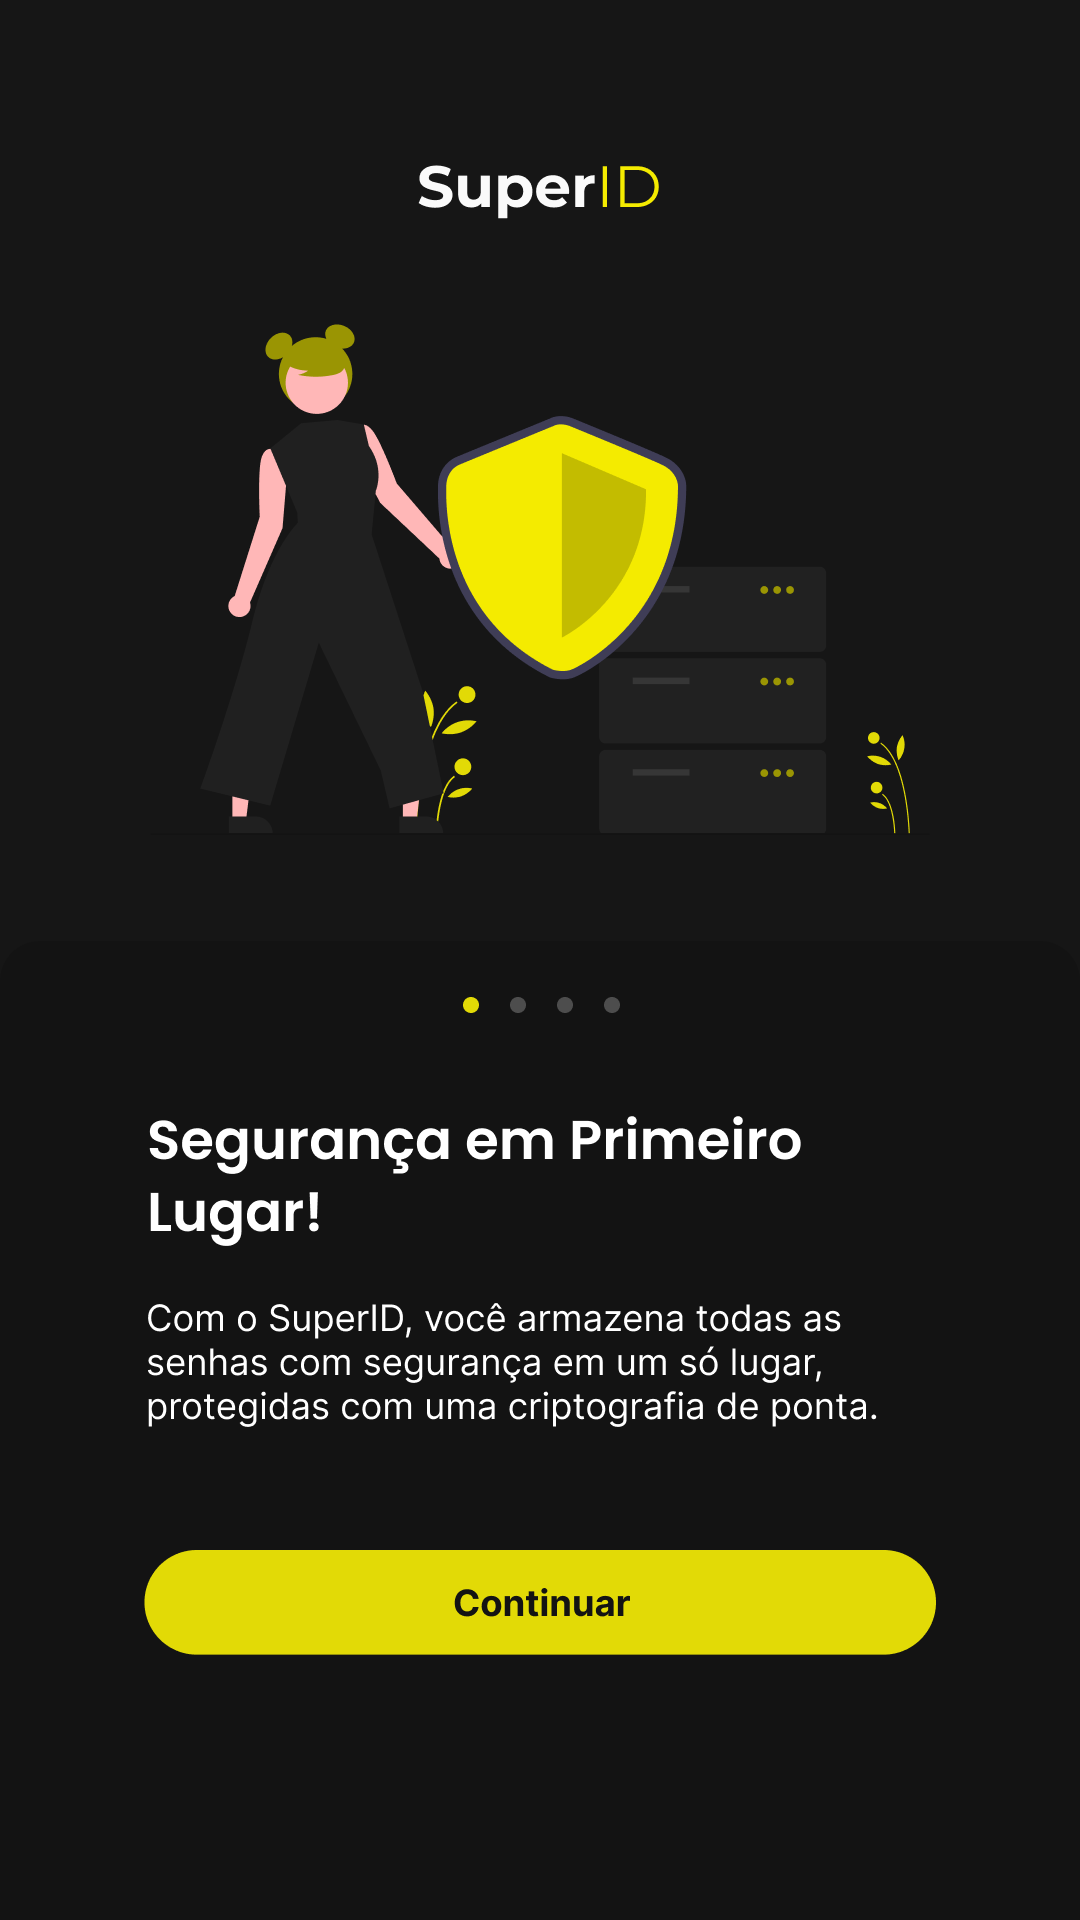 SuperID
Segurança em Primeiro
Lugar!
Com o SuperID, você armazena todas as
senhas com segurança em um só lugar,
protegidas com uma criptografia de ponta.
Continuar